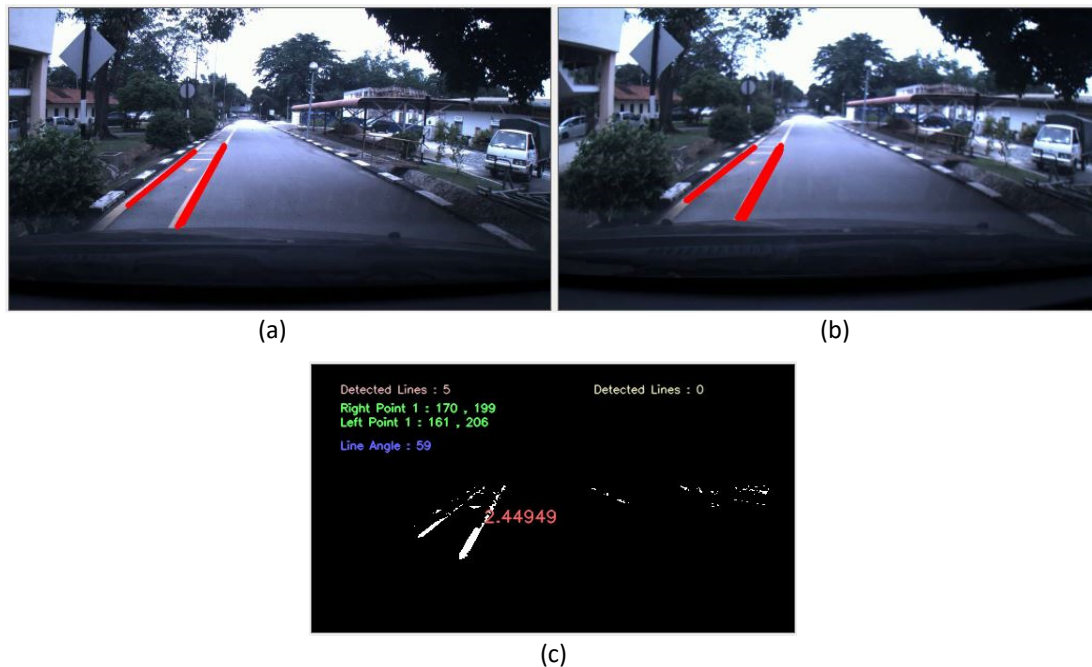 (a)
(b)
Detected Lines : 5
Detected Lines : 0
Right Point 1 : 170 , 199
Left Point 1 : 161 , 206
Line Angle : 59
2.44949
(c)